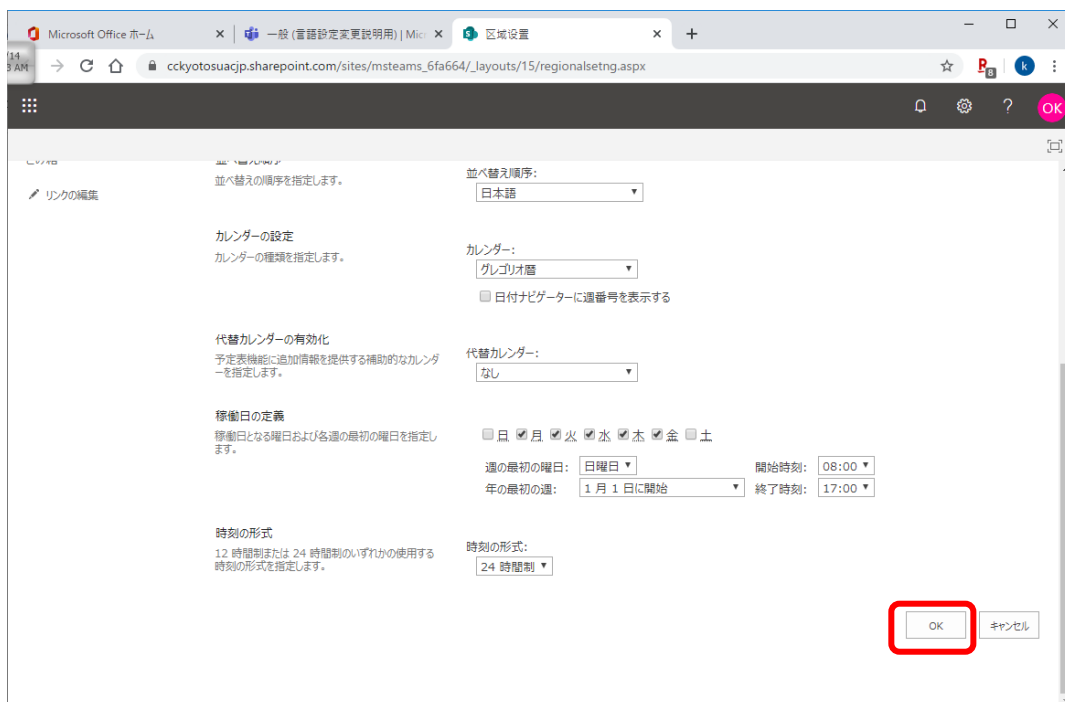 Microsoft Office ホーム
一般 (言語設定変更説明用) | Mic
区域设置
/14
3 AM
cckyotosuacjp.sharepoint.com/sites/msteams_6fa664/_layouts/15/regionalsetng.aspx
8
k
?
OK
リンクの編集
並べ替えの順序を指定します。
並べ替え順序:
日本語
カレンダーの設定
カレンダーの種類を指定します。
カレンダー:
グレゴリオ暦
日付ナビゲーターに週番号を表示する
代替カレンダーの有効化
予定表機能に追加情報を提供する補助的なカレンダ
ーを指定します。
代替カレンダー:
なし
稼働日の定義
稼働日となる曜日および各週の最初の曜日を指定し
ます。
日 月 火 水 木 金 土
週の最初の曜日: 日曜日 開始時刻: 08:00
年の最初の週: 1 月 1 日に開始 終了時刻: 17:00
時刻の形式
12 時間制または 24 時間制のいずれかの使用する
時刻の形式を指定します。
時刻の形式:
24 時間制
OK キャンセル